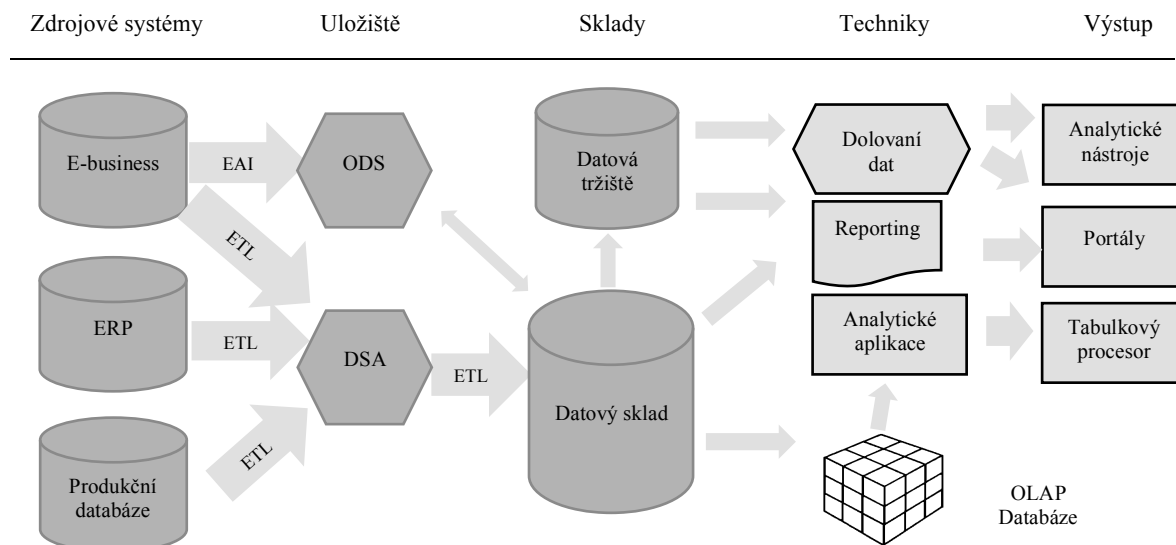 Zdrojové systémy
Uložiště
Sklady
Techniky
Výstup
E-business
EAI
ODS
Datová
tržiště
Dolovaní
dat
Analytické
nástroje
ETL
Reporting
Portály
ERP
ETL
DSA
ETL
Datový sklad
Analytické
aplikace
Tabulkový
procesor
Produkční
databáze
ETL
OLAP
Databáze